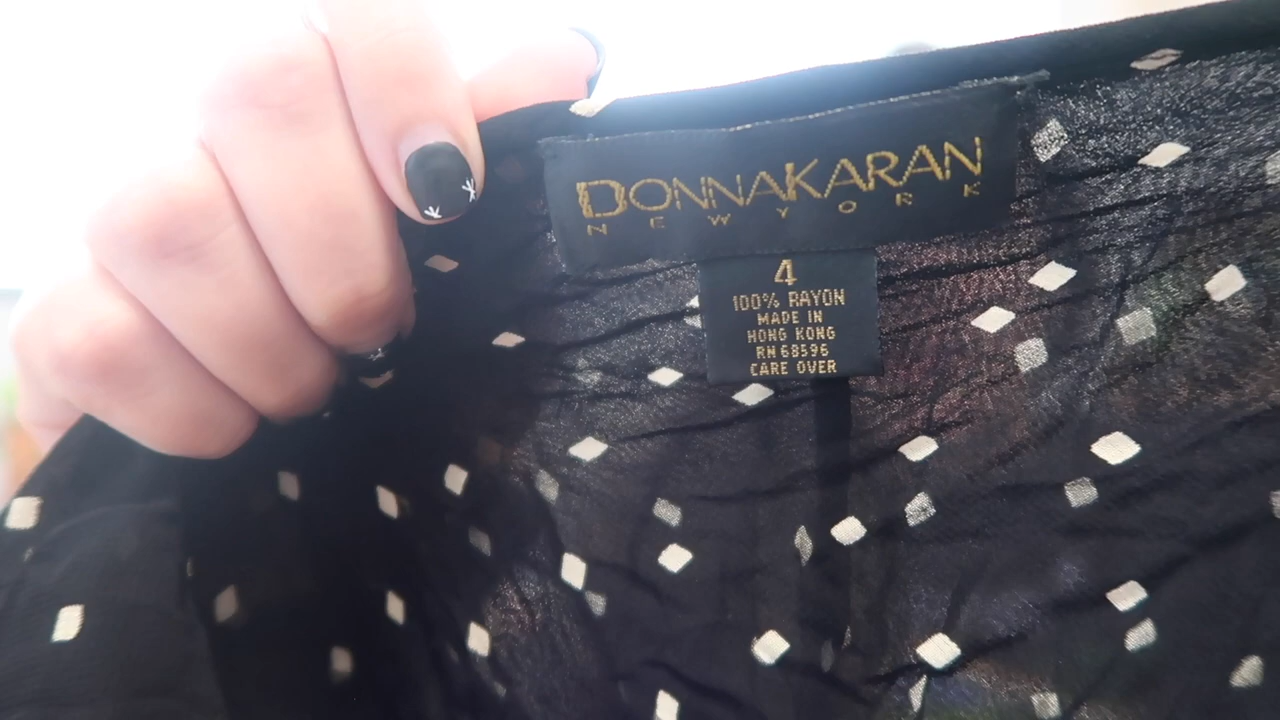 DONNAKARAN
NEW YORK
4
100% RAYON
MADE IN
HONG KONG
RN 68596
CARE OVER